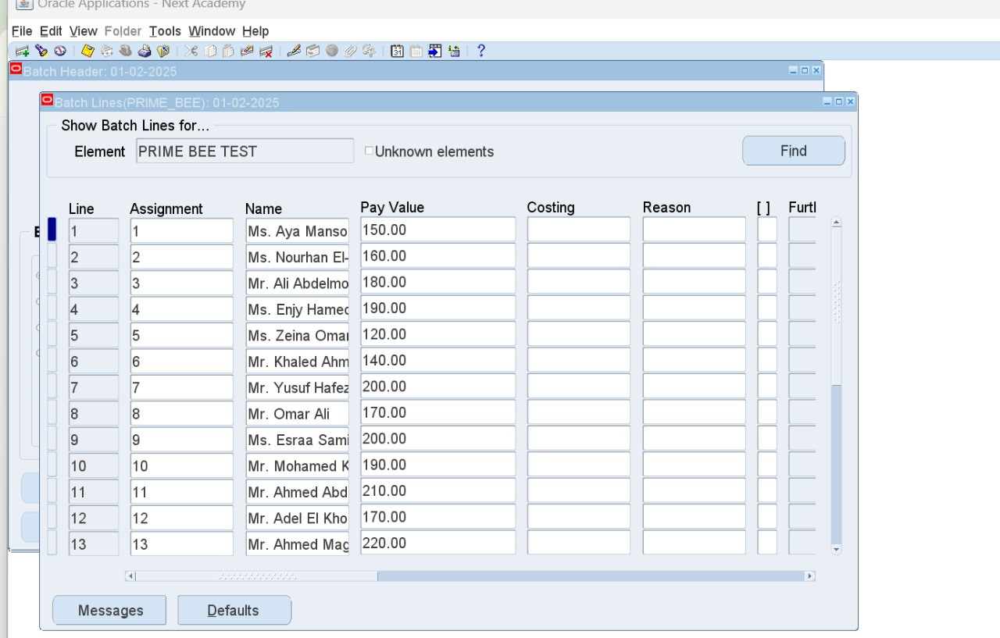 Oracle Applications - Next Academy
File Edit View Folder Tools Window Help
Batch Header: 01-02-2025
Batch Lines(PRIME_BEE): 01-02-2025
Show Batch Lines for...
Element PRIME BEE TEST Unknown elements Find
Line Assignment Name Pay Value Costing Reason [ ]
1 1 Ms. Aya Manso 150.00
2 2 Ms. Nourhan El- 160.00
3 3 Mr. Ali Abdelmo 180.00
4 4 Ms. Enjy Hamed 190.00
5 5 Ms. Zeina Omar 120.00
6 6 Mr. Khaled Ahm 140.00
7 7 Mr. Yusuf Hafez 200.00
8 8 Mr. Omar Ali 170.00
9 9 Ms. Esraa Sami 200.00
10 10 Mr. Mohamed K 190.00
11 11 Mr. Ahmed Abd 210.00
12 12 Mr. Adel El Kho 170.00
13 13 Mr. Ahmed Mag 220.00
Messages Defaults